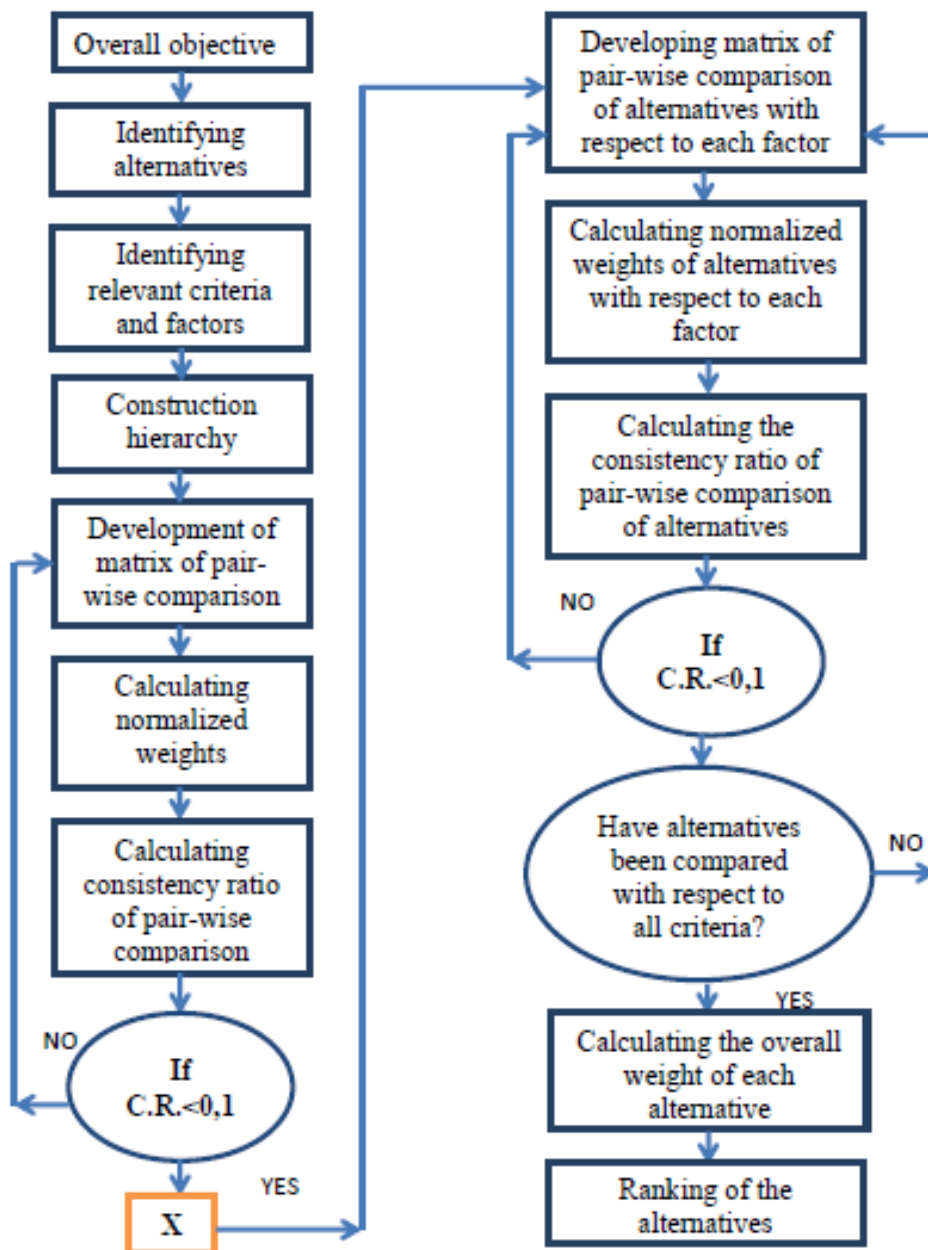 Overall objective
Identifying
alternatives
Identifying
relevant criteria
and factors
Construction
hierarchy
Development of
matrix of pair-
wise comparison
Calculating
normalized
weights
Calculating
consistency ratio
of pair-wise
comparison
NO
If
C.R.<0,1
YES
X
Developing matrix of
pair-wise comparison
of alternatives with
respect to each factor
Calculating normalized
weights of alternatives
with respect to each
factor
Calculating the
consistency ratio of
pair-wise comparison
of alternatives
NO
If
C.R.<0,1
Have alternatives
been compared
with respect to
all criteria?
NO
YES
Calculating the overall
weight of each
alternative
Ranking of the
alternatives